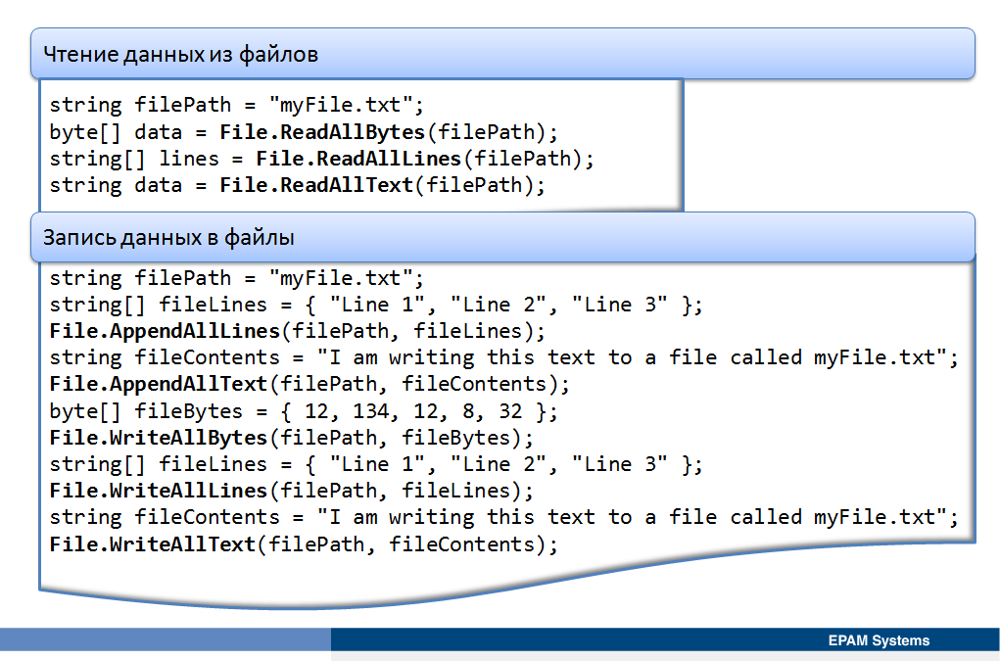 Чтение данных из файлов
string filePath = "myFile.txt";
byte[] data = File.ReadAllBytes(filePath);
string[] lines = File.ReadAllLines(filePath);
string data = File.ReadAllText(filePath);
Запись данных в файлы
string filePath = "myFile.txt";
string[] fileLines = { "Line 1", "Line 2", "Line 3" };
File.AppendAllLines(filePath, fileLines);
string fileContents = "I am writing this text to a file called myFile.txt";
File.AppendAllText(filePath, fileContents);
byte[] fileBytes = { 12, 134, 12, 8, 32 };
File.WriteAllBytes(filePath, fileBytes);
string[] fileLines = { "Line 1", "Line 2", "Line 3" };
File.WriteAllLines(filePath, fileLines);
string fileContents = "I am writing this text to a file called myFile.txt";
File.WriteAllText(filePath, fileContents);
EPAM Systems